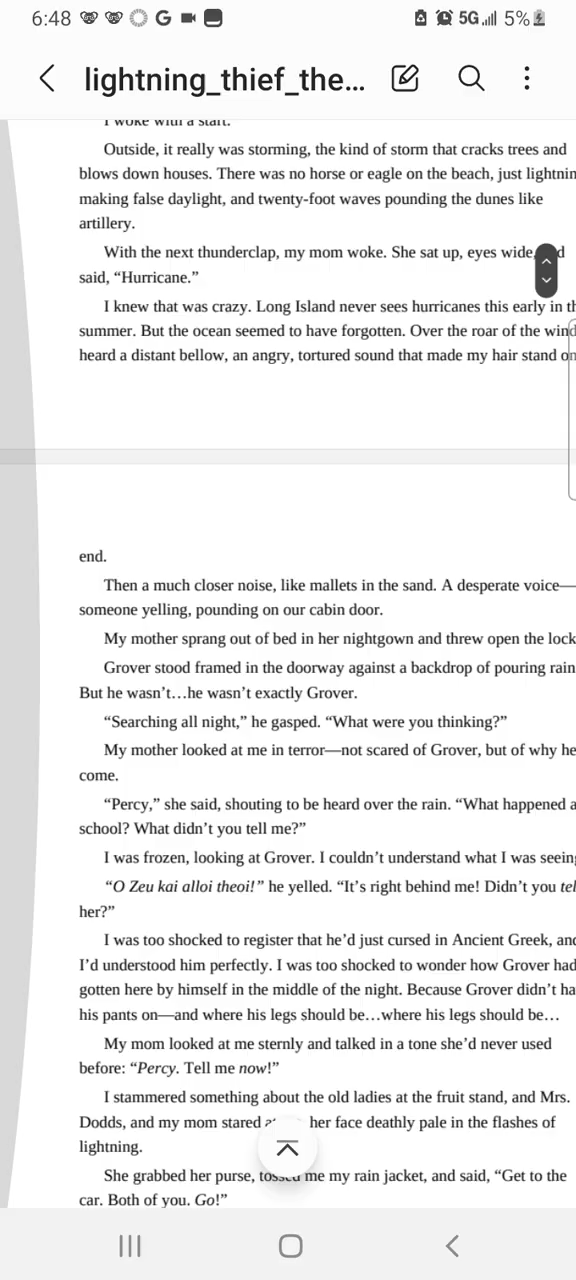 6:48 G 5G 5%
lightning_thief_the...
I woke with a start.
Outside, it really was storming, the kind of storm that cracks trees and
blows down houses. There was no horse or eagle on the beach, just lightnin
making false daylight, and twenty-foot waves pounding the dunes like
artillery.
With the next thunderclap, my mom woke. She sat up, eyes wide, d
said, “Hurricane.”
I knew that was crazy. Long Island never sees hurricanes this early in th
summer. But the ocean seemed to have forgotten. Over the roar of the wind
heard a distant bellow, an angry, tortured sound that made my hair stand on
end.
Then a much closer noise, like mallets in the sand. A desperate voice—
someone yelling, pounding on our cabin door.
My mother sprang out of bed in her nightgown and threw open the lock
Grover stood framed in the doorway against a backdrop of pouring rain
But he wasn’t…he wasn’t exactly Grover.
“Searching all night,” he gasped. “What were you thinking?”
My mother looked at me in terror—not scared of Grover, but of why he
come.
“Percy,” she said, shouting to be heard over the rain. “What happened a
school? What didn’t you tell me?”
I was frozen, looking at Grover. I couldn’t understand what I was seeing
“O Zeu kai alloi theoi!” he yelled. “It’s right behind me! Didn’t you tel
her?”
I was too shocked to register that he’d just cursed in Ancient Greek, and
I’d understood him perfectly. I was too shocked to wonder how Grover had
gotten here by himself in the middle of the night. Because Grover didn’t ha
his pants on—and where his legs should be…where his legs should be…
My mom looked at me sternly and talked in a tone she’d never used
before: “Percy. Tell me now!”
I stammered something about the old ladies at the fruit stand, and Mrs.
Dodds, and my mom stared her face deathly pale in the flashes of
lightning.
She grabbed her purse, tossed me my rain jacket, and said, “Get to the
car. Both of you. Go!”